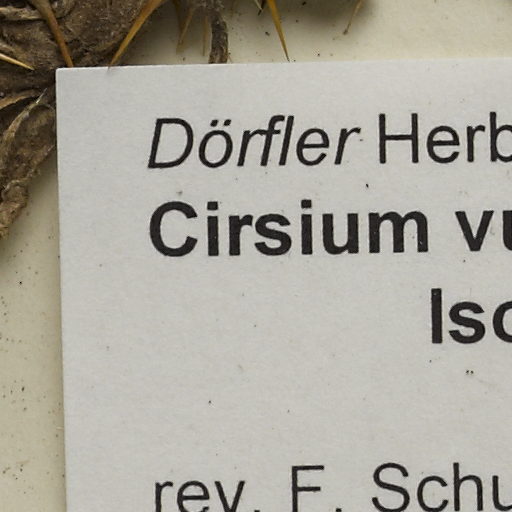 Dörfler Herb
Cirsium vu
Iso
rev. F. Schu